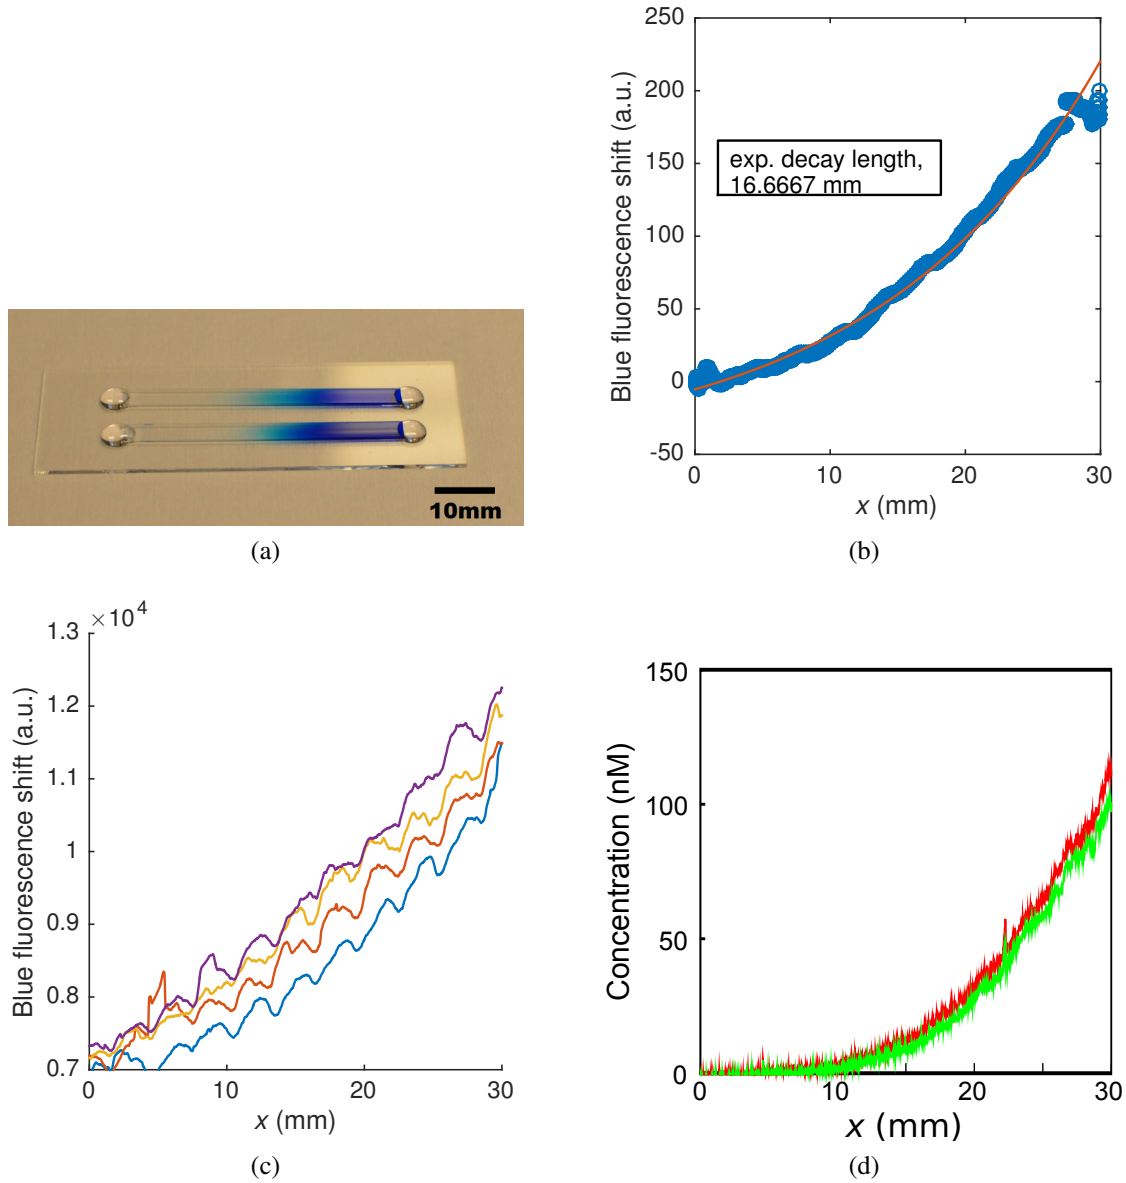 10mm
(a)
250
200
150
100
50
0
-50
Blue fluorescence shift (a.u.)
exp. decay length,
16.6667 mm
0 10 20 30
x (mm)
(b)
×10⁴
1.3
1.2
1.1
1
0.9
0.8
0.7
Blue fluorescence shift (a.u.)
0 10 20 30
x (mm)
(c)
150
100
50
0
Concentration (nM)
0 10 20 30
x (mm)
(d)